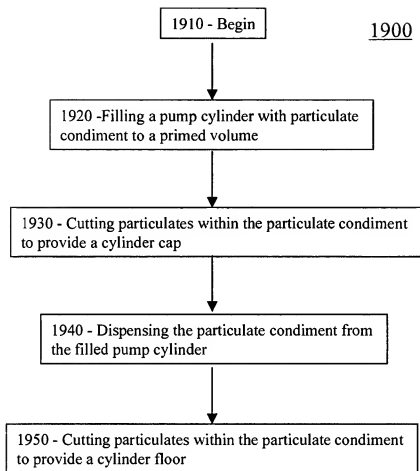 1910 - Begin
1900
1920 -Filling a pump cylinder with particulate
condiment to a primed volume
1930 - Cutting particulates within the particulate condiment
to provide a cylinder cap
1940 - Dispensing the particulate condiment from
the filled pump cylinder
1950 - Cutting particulates within the particulate condiment
to provide a cylinder floor